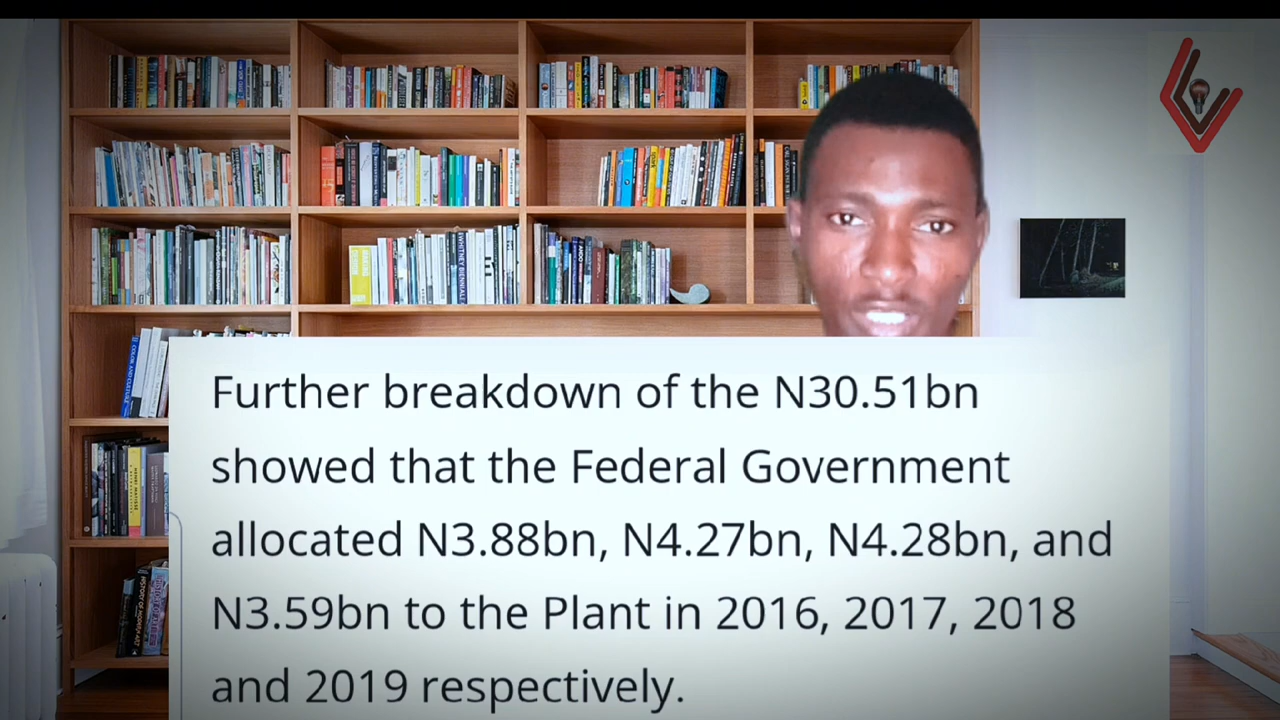 Further breakdown of the N30.51bn
showed that the Federal Government
allocated N3.88bn, N4.27bn, N4.28bn, and
N3.59bn to the Plant in 2016, 2017, 2018
and 2019 respectively.